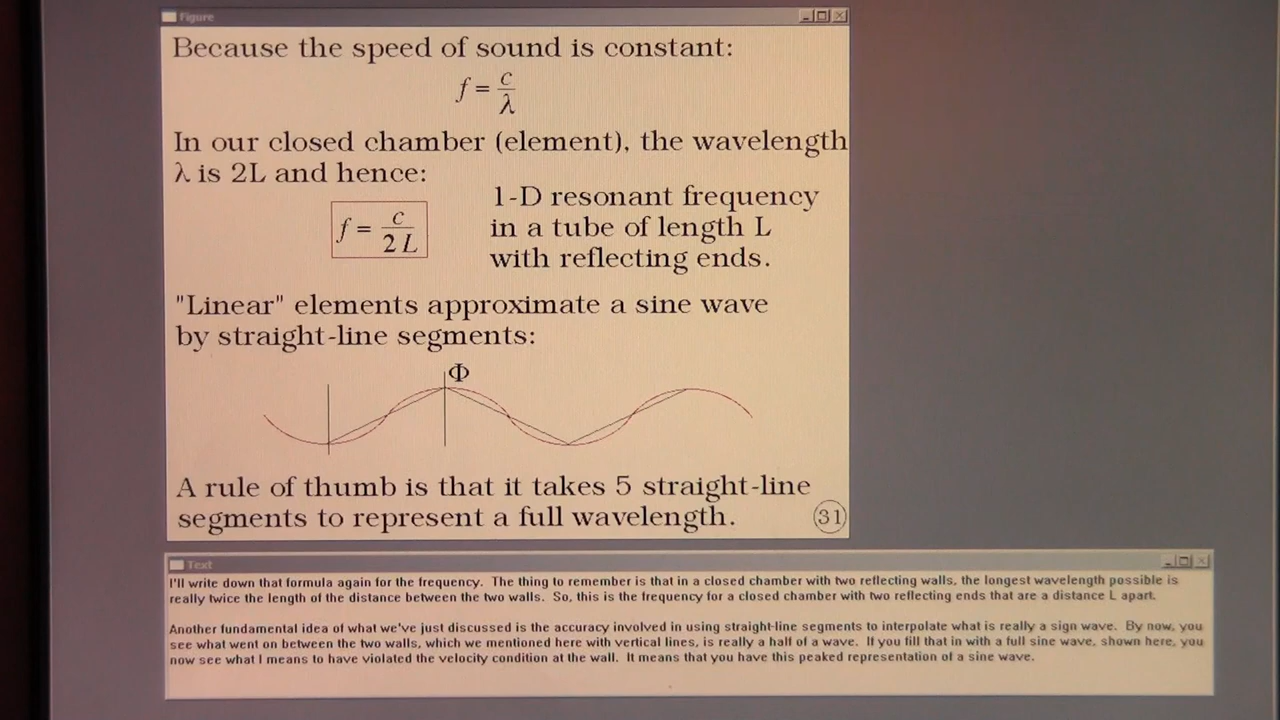 Figure
Because the speed of sound is constant:
f = c/λ
In our closed chamber (element), the wavelength
λ is 2L and hence:
f = c/2L
1-D resonant frequency
in a tube of length L
with reflecting ends.
"Linear" elements approximate a sine wave
by straight-line segments:
Φ
A rule of thumb is that it takes 5 straight-line
segments to represent a full wavelength.
31
Text
I'll write down that formula again for the frequency. The thing to remember is that in a closed chamber with two reflecting walls, the longest wavelength possible is
really twice the length of the distance between the two walls. So, this is the frequency for a closed chamber with two reflecting ends that are a distance L apart.
Another fundamental idea of what we've just discussed is the accuracy involved in using straight-line segments to interpolate what is really a sign wave. By now, you
see what went on between the two walls, which we mentioned here with vertical lines, is really a half of a wave. If you fill that in with a full sine wave, shown here, you
now see what I means to have violated the velocity condition at the wall. It means that you have this peaked representation of a sine wave.